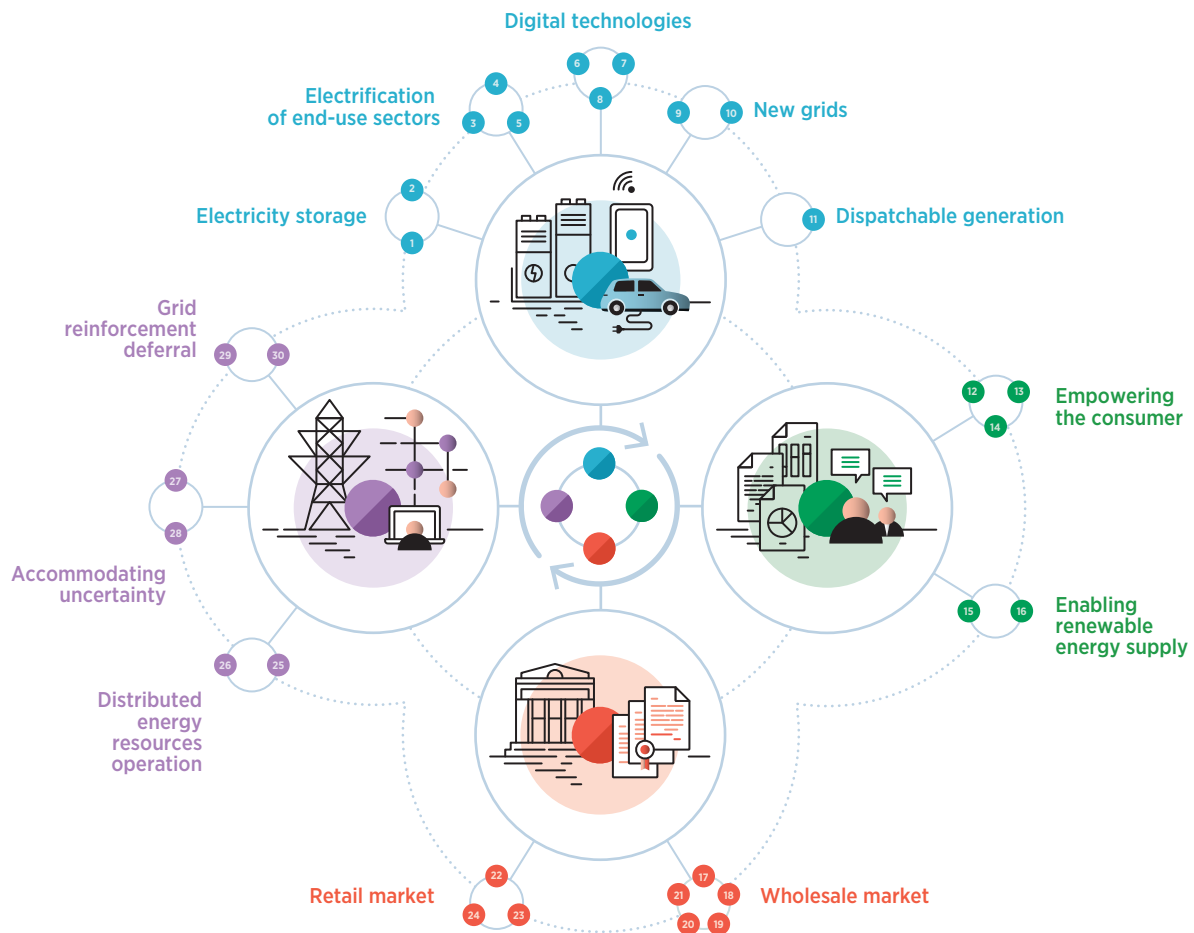 Digital technologies
6
7
8
4
3
5
Electrification
of end-use sectors
9
10
New grids
2
1
Electricity storage
11
Dispatchable generation
Grid
reinforcement
deferral
29
30
12
13
14
Empowering
the consumer
27
28
Accommodating
uncertainty
15
16
Enabling
renewable
energy supply
26
25
Distributed
energy
resources
operation
Retail market
22
24
23
17
21
18
20
19
Wholesale market